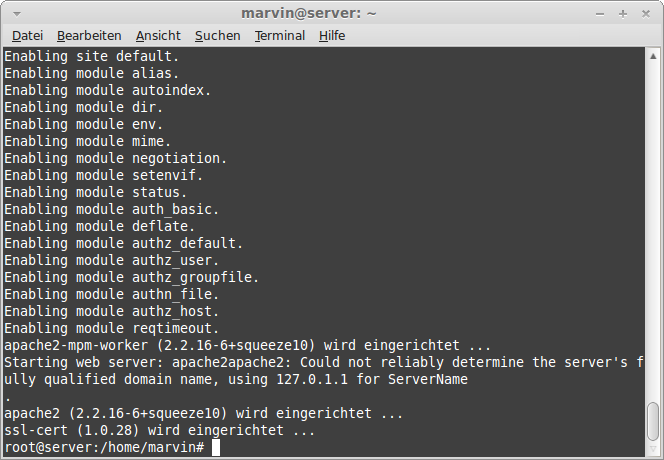 marvin@server: ~
Datei Bearbeiten Ansicht Suchen Terminal Hilfe
Enabling site default.
Enabling module alias.
Enabling module autoindex.
Enabling module dir.
Enabling module env.
Enabling module mime.
Enabling module negotiation.
Enabling module setenvif.
Enabling module status.
Enabling module auth_basic.
Enabling module deflate.
Enabling module authz_default.
Enabling module authz_user.
Enabling module authz_groupfile.
Enabling module authn_file.
Enabling module authz_host.
Enabling module reqtimeout.
apache2-mpm-worker (2.2.16-6+squeeze10) wird eingerichtet ...
Starting web server: apache2apache2: Could not reliably determine the server's f
ully qualified domain name, using 127.0.1.1 for ServerName
.
apache2 (2.2.16-6+squeeze10) wird eingerichtet ...
ssl-cert (1.0.28) wird eingerichtet ...
root@server:/home/marvin#